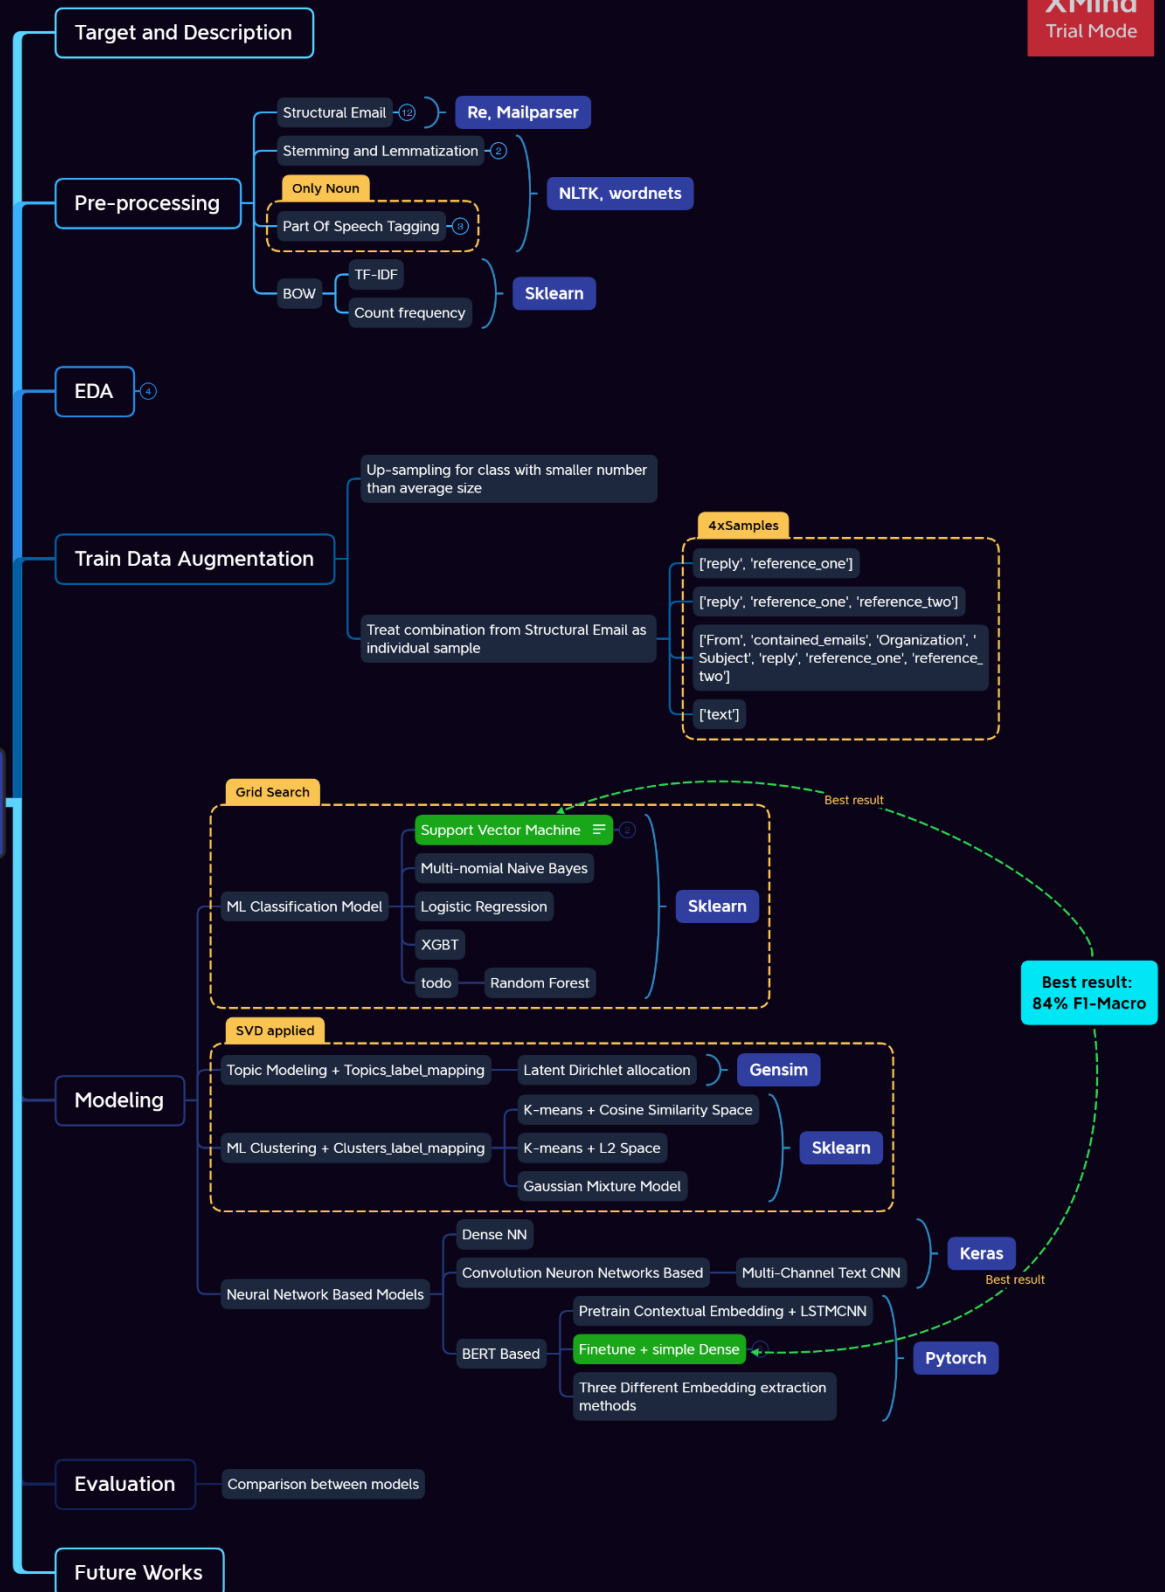 XMind
Trial Mode
Target and Description
Structural Email
12
Re, Mailparser
Stemming and Lemmatization
2
Only Noun
NLTK, wordnets
Pre-processing
Part Of Speech Tagging
3
TF-IDF
BOW
Sklearn
Count frequency
EDA
4
Up-sampling for class with smaller number
than average size
4xSamples
Train Data Augmentation
['reply', 'reference_one']
['reply', 'reference_one', 'reference_two']
Treat combination from Structural Email as
individual sample
['From', 'contained_emails', 'Organization', '
Subject', 'reply', 'reference_one', 'reference_
two']
['text']
Grid Search
Best result
Support Vector Machine
2
Multi-nomial Naive Bayes
ML Classification Model
Logistic Regression
Sklearn
XGBT
todo
Random Forest
Best result:
84% F1-Macro
SVD applied
Topic Modeling + Topics_label_mapping
Latent Dirichlet allocation
Gensim
Modeling
K-means + Cosine Similarity Space
ML Clustering + Clusters_label_mapping
K-means + L2 Space
Sklearn
Gaussian Mixture Model
Dense NN
Keras
Convolution Neuron Networks Based
Multi-Channel Text CNN
Best result
Neural Network Based Models
Pretrain Contextual Embedding + LSTMCNN
BERT Based
Finetune + simple Dense
Pytorch
Three Different Embedding extraction
methods
Evaluation
Comparison between models
Future Works